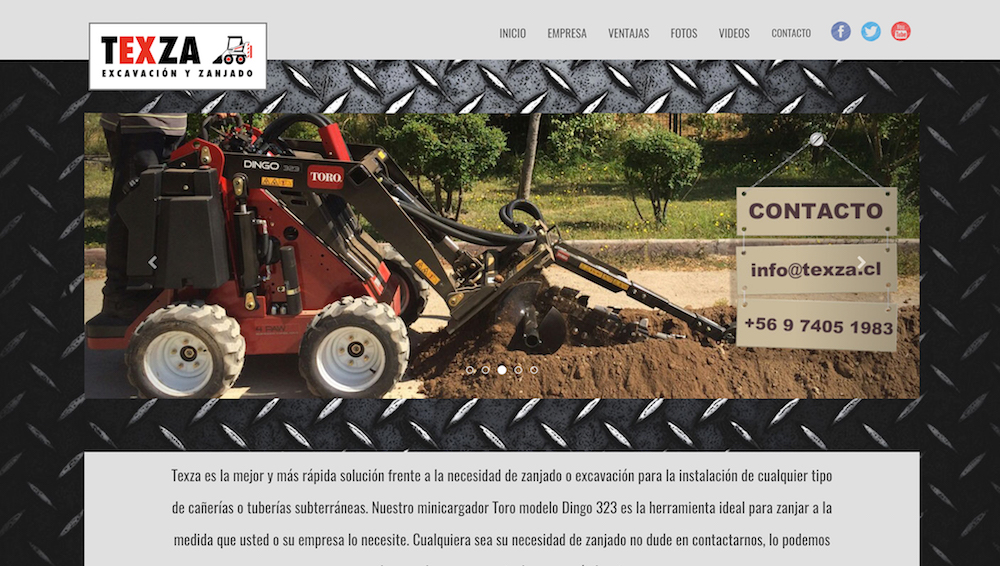 TEXZA
EXCAVACIÓN Y ZANJADO
INICIO EMPRESA VENTAJAS FOTOS VIDEOS CONTACTO
DINGO 323
TORO
CONTACTO
info@texza.cl
+56 9 7405 1983
Texza es la mejor y más rápida solución frente a la necesidad de zanjado o excavación para la instalación de cualquier tipo
de cañerías o tuberías subterráneas. Nuestro minicargador Toro modelo Dingo 323 es la herramienta ideal para zanjar a la
medida que usted o su empresa lo necesite. Cualquiera sea su necesidad de zanjado no dude en contactarnos, lo podemos